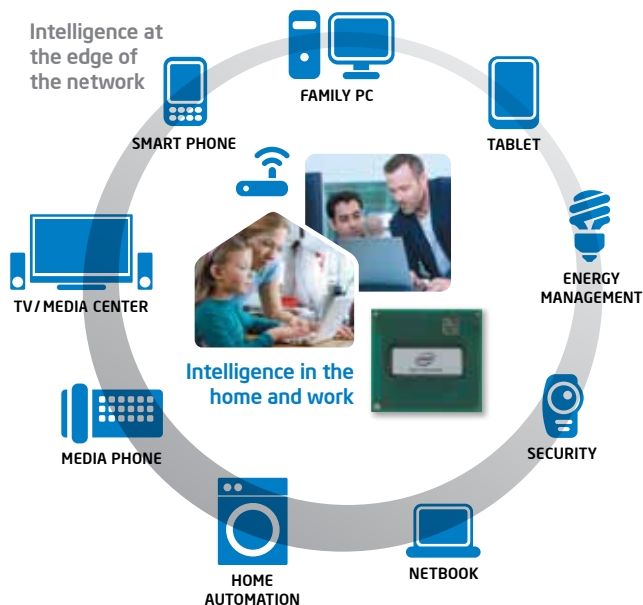 Intelligence at
the edge of
the network
FAMILY PC
SMART PHONE
TABLET
TV/MEDIA CENTER
ENERGY
MANAGEMENT
Intelligence in the
home and work
MEDIA PHONE
SECURITY
HOME
AUTOMATION
NETBOOK